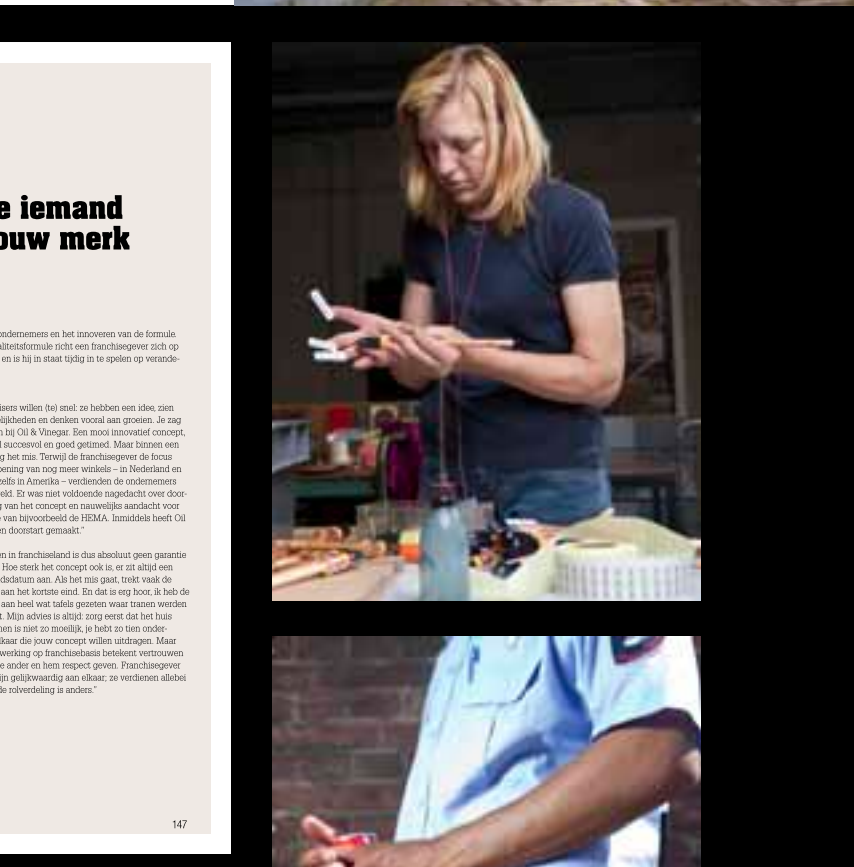 e iemand
ouw merk
ondernemers en het innoveren van de formule.
aliteitsformule richt een franchisegever zich op
en is hij in staat tijdig in te spelen op verande-
isers willen (te) snel: ze hebben een idee, zien
elijkheden en denken vooral aan groeien. Je zag
n bij Oil & Vinegar. Een mooi innovatief concept,
l succesvol en goed getimed. Maar binnen een
g het mis. Terwijl de franchisegever de focus
pening van nog meer winkels – in Nederland en
zelfs in Amerika – verdienden de ondernemers
eld. Er was niet voldoende nagedacht over door-
g van het concept en nauwelijks aandacht voor
e van bijvoorbeeld de HEMA. Inmiddels heeft Oil
en doorstart gemaakt."
en in franchiseland is dus absoluut geen garantie
Hoe sterk het concept ook is, er zit altijd een
dsdatum aan. Als het mis gaat, trekt vaak de
aan het kortste eind. En dat is erg hoor, ik heb de
aan heel wat tafels gezeten waar tranen werden
t. Mijn advies is altijd: zorg eerst dat het huis
nen is niet zo moeilijk, je hebt zo tien onder-
lkaar die jouw concept willen uitdragen. Maar
werking op franchisebasis betekent vertrouwen
e ander en hem respect geven. Franchisegever
ijn gelijkwaardig aan elkaar; ze verdienen allebei
de rolverdeling is anders."
147